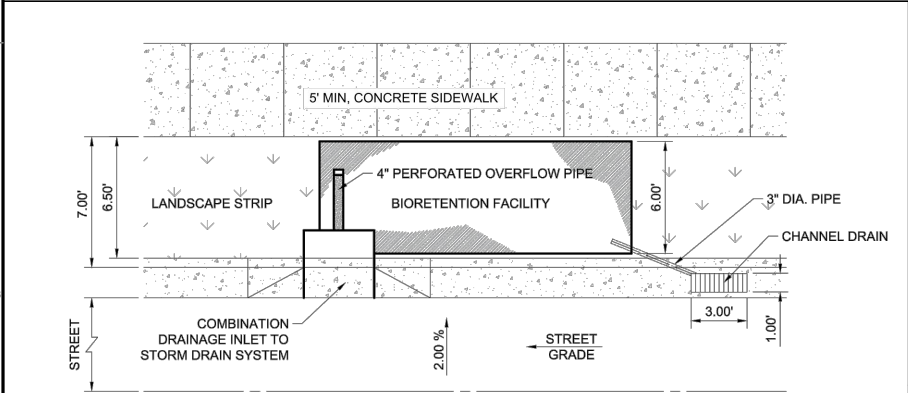 5' MIN, CONCRETE SIDEWALK
7.00'
6.50'
4" PERFORATED OVERFLOW PIPE
LANDSCAPE STRIP
BIORETENTION FACILITY
6.00'
3" DIA. PIPE
CHANNEL DRAIN
3.00'
1.00'
STREET
COMBINATION
DRAINAGE INLET TO
STORM DRAIN SYSTEM
2.00 %
STREET
GRADE